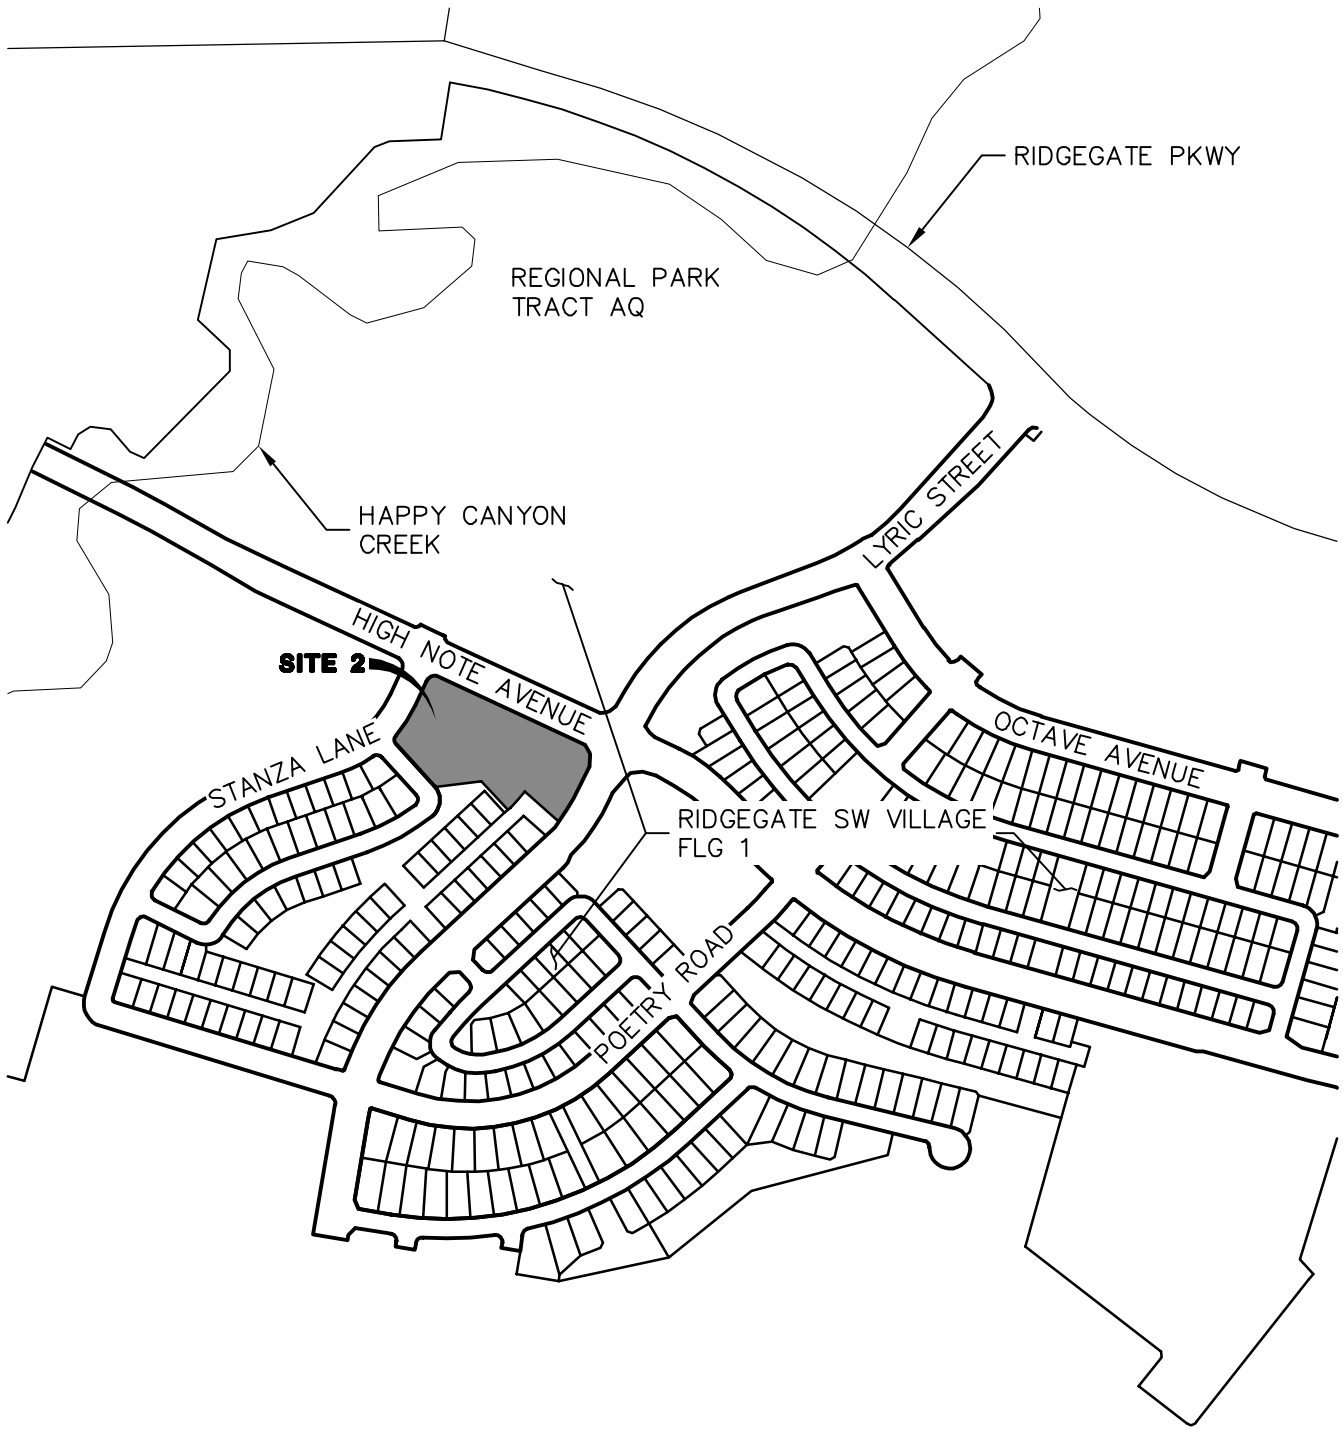 RIDGEGATE PKWY
REGIONAL PARK
TRACT AQ
LYRIC STREET
HAPPY CANYON
CREEK
HIGH NOTE AVENUE
SITE 2
STANZA LANE
OCTAVE AVENUE
RIDGEGATE SW VILLAGE
FLG 1
POETRY ROAD